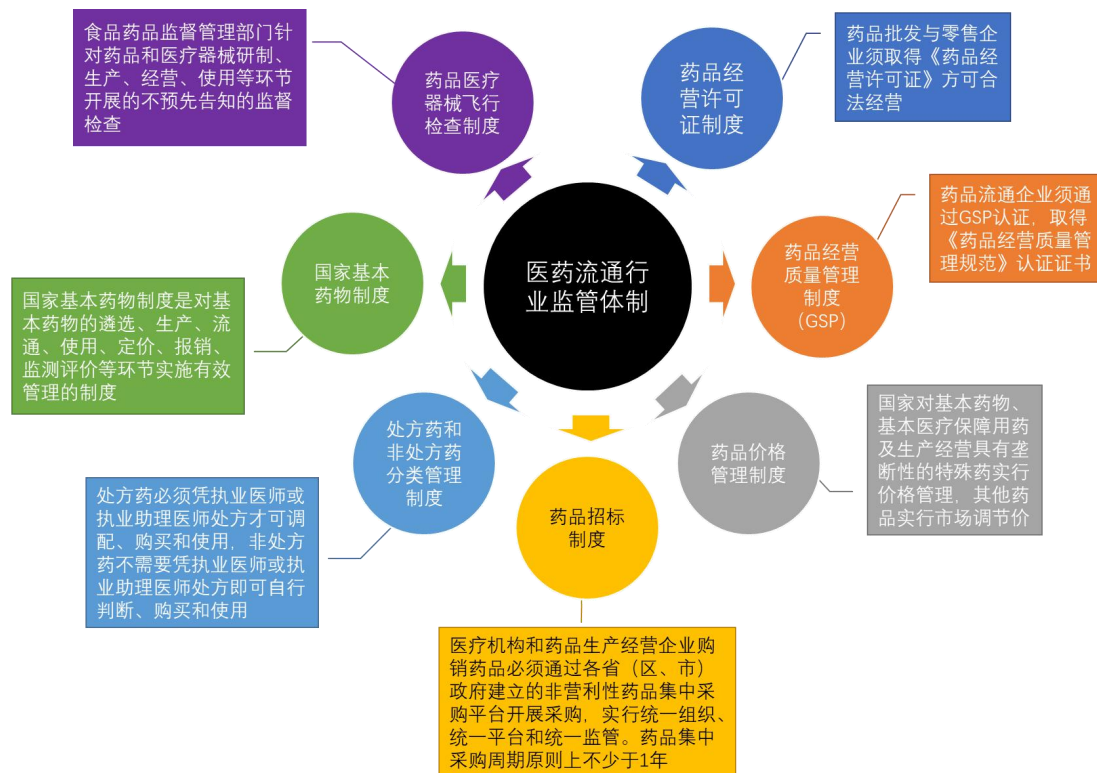 食品药品监督管理部门针
对药品和医疗器械研制、
生产、经营、使用等环节
开展的不预先告知的监督
检查
药品医疗
器械飞行
检查制度
药品经
营许可
证制度
药品批发与零售企
业须取得《药品经
营许可证》方可合
法经营
国家基本
药物制度
国家基本药物制度是对基
本药物的遴选、生产、流
通、使用、定价、报销、
监测评价等环节实施有效
管理的制度
医药流通行
业监管体制
药品经营
质量管理
制度
（GSP）
药品流通企业须通
过GSP认证，取得
《药品经营质量管
理规范》认证证书
处方药和
非处方药
分类管理
制度
处方药必须凭执业医师或
执业助理医师处方才可调
配、购买和使用，非处方
药不需要凭执业医师或执
业助理医师处方即可自行
判断、购买和使用
药品招标
制度
医疗机构和药品生产经营企业购
销药品必须通过各省（区、市）
政府建立的非营利性药品集中采
购平台开展采购，实行统一组织、
统一平台和统一监管。药品集中
采购周期原则上不少于1年
药品价格
管理制度
国家对基本药物、
基本医疗保障用药
及生产经营具有垄
断性的特殊药实行
价格管理，其他药
品实行市场调节价